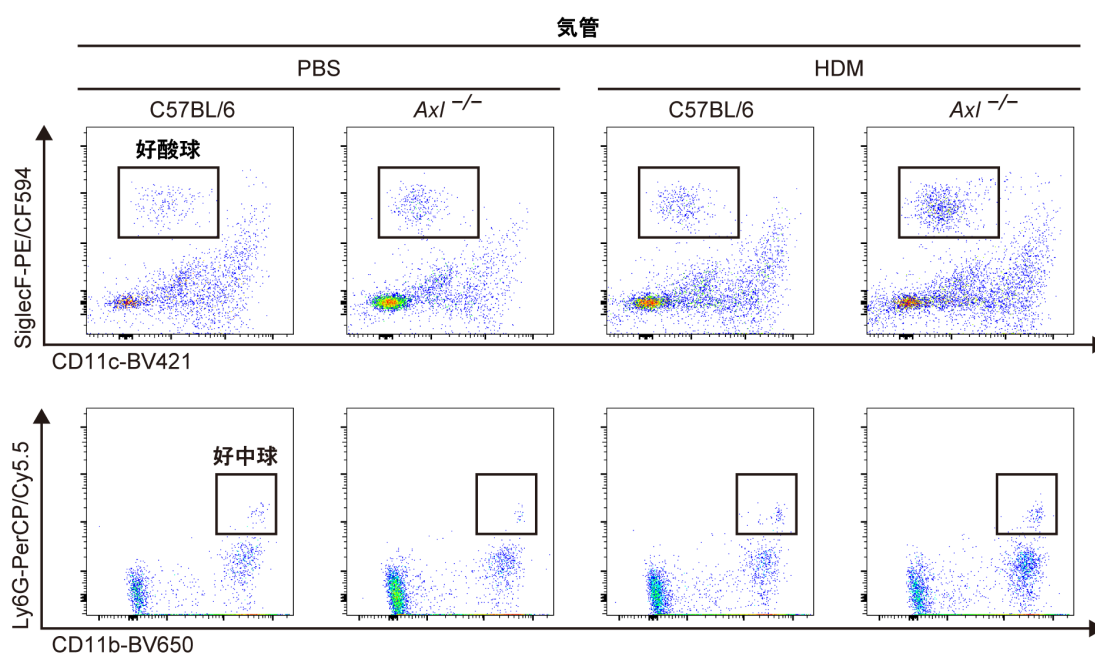 気管
PBS
HDM
C57BL/6
Axl −/−
C57BL/6
Axl −/−
好酸球
SiglecF-PE/CF594
CD11c-BV421
好中球
Ly6G-PerCP/Cy5.5
CD11b-BV650